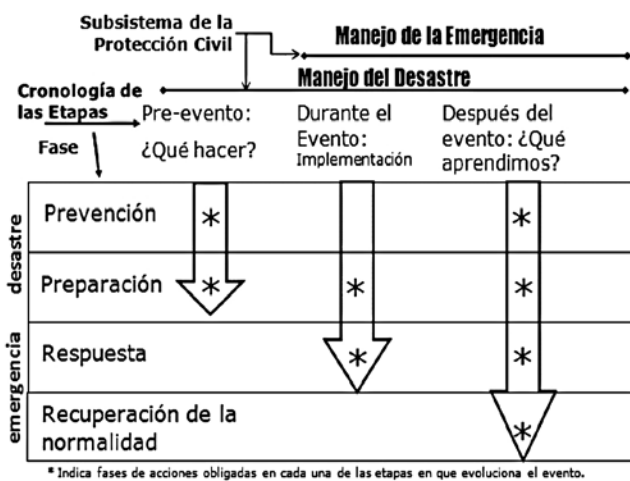 Subsistema de la
Protección Civil
Manejo de la Emergencia
Manejo del Desastre
Cronología de
las Etapas
Pre-evento:
¿Qué hacer?
Durante el
Evento:
Implementación
Después del
evento: ¿Qué
aprendimos?
Fase
desastre
Prevención
*
*
Preparación
*
*
*
emergencia
Respuesta
*
*
Recuperación de la
normalidad
*
* Indica fases de acciones obligadas en cada una de las etapas en que evoluciona el evento.